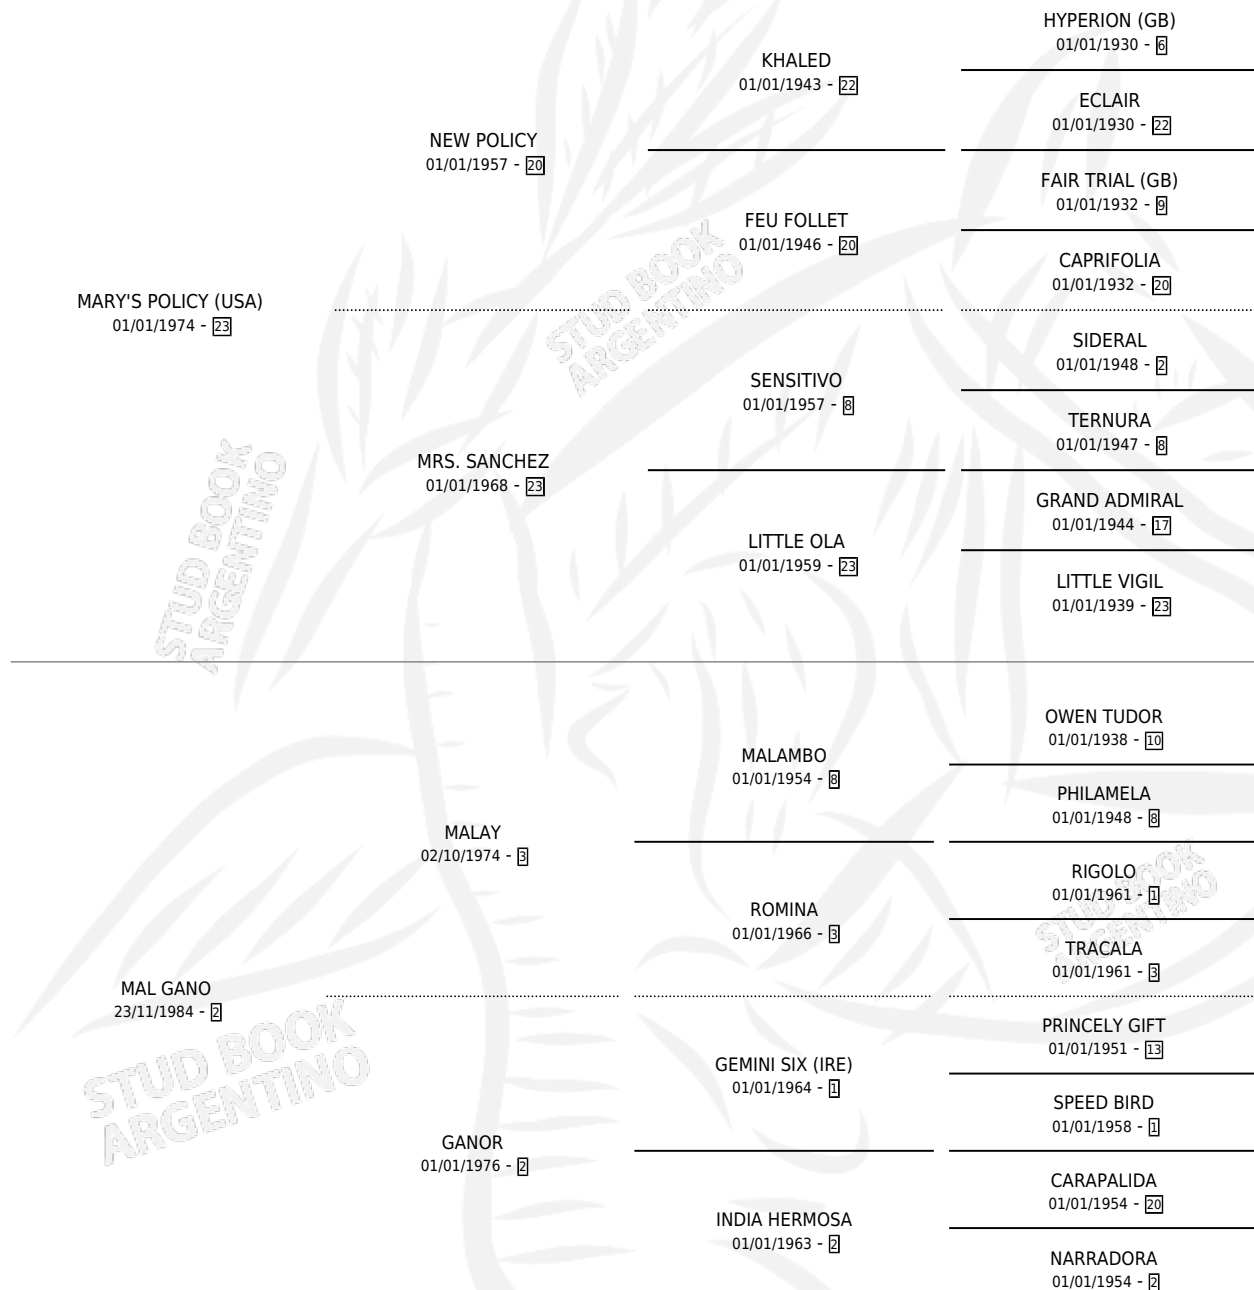 HYPERION (GB)
01/01/1930 - 6
KHALED
01/01/1943 - 22
ECLAIR
01/01/1930 - 22
NEW POLICY
01/01/1957 - 20
FAIR TRIAL (GB)
01/01/1932 - 9
FEU FOLLET
01/01/1946 - 20
CAPRIFOLIA
01/01/1932 - 20
MARY'S POLICY (USA)
01/01/1974 - 23
SIDERAL
01/01/1948 - 2
SENSITIVO
01/01/1957 - 8
TERNURA
01/01/1947 - 8
MRS. SANCHEZ
01/01/1968 - 23
GRAND ADMIRAL
01/01/1944 - 17
LITTLE OLA
01/01/1959 - 23
LITTLE VIGIL
01/01/1939 - 23
STUD BOOK
ARGENTINO
STUD BOOK
ARGENTINO
OWEN TUDOR
01/01/1938 - 10
MALAMBO
01/01/1954 - 8
PHILAMELA
01/01/1948 - 8
MALAY
02/10/1974 - 3
RIGOLO
01/01/1961 - 1
ROMINA
01/01/1966 - 3
TRACALA
01/01/1961 - 3
STUD BOOK
ARGENTINO
MAL GANO
23/11/1984 - 2
PRINCELY GIFT
01/01/1951 - 13
GEMINI SIX (IRE)
01/01/1964 - 1
SPEED BIRD
01/01/1958 - 1
STUD BOOK
ARGENTINO
GANOR
01/01/1976 - 2
CARAPALIDA
01/01/1954 - 20
INDIA HERMOSA
01/01/1963 - 2
NARRADORA
01/01/1954 - 2